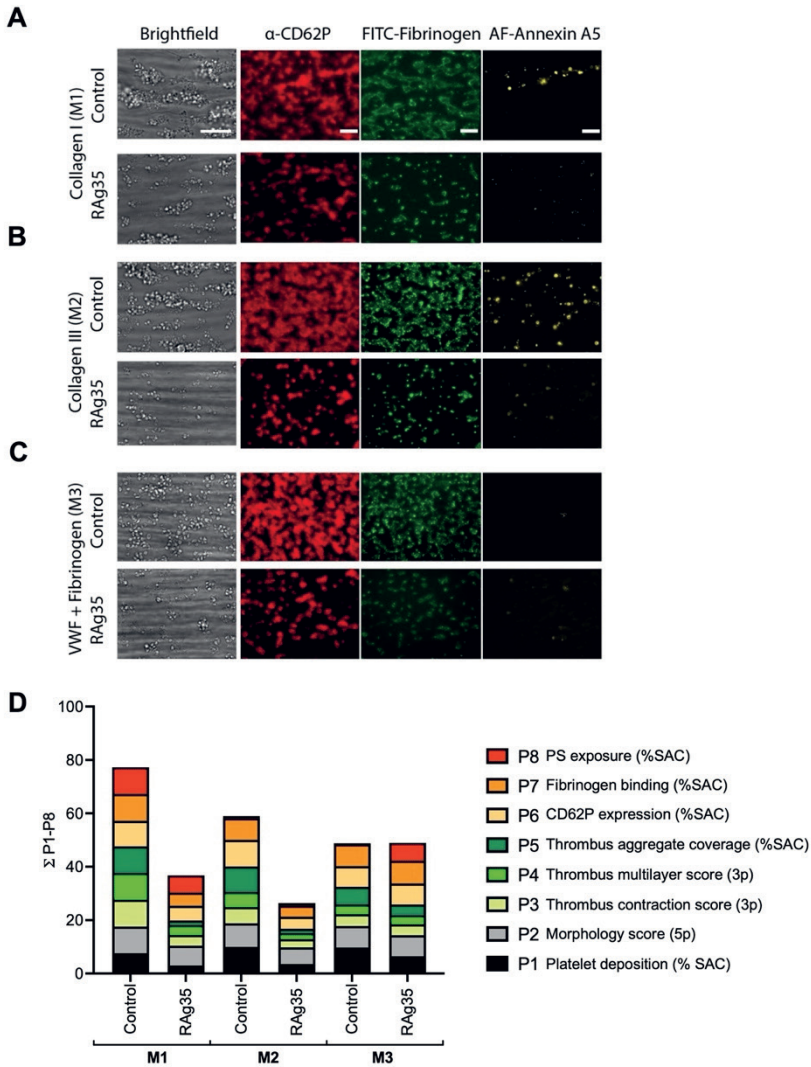 A
Brightfield
α-CD62P
FITC-Fibrinogen
AF-Annexin A5
Collagen I (M1)
Control
RAg35
B
Collagen III (M2)
Control
RAg35
C
VWF + Fibrinogen (M3)
Control
RAg35
D
Σ P1-P8
100
80
60
40
20
0
Control
RAg35
Control
RAg35
Control
RAg35
M1
M2
M3
P8 PS exposure (%SAC)
P7 Fibrinogen binding (%SAC)
P6 CD62P expression (%SAC)
P5 Thrombus aggregate coverage (%SAC)
P4 Thrombus multilayer score (3p)
P3 Thrombus contraction score (3p)
P2 Morphology score (5p)
P1 Platelet deposition (% SAC)